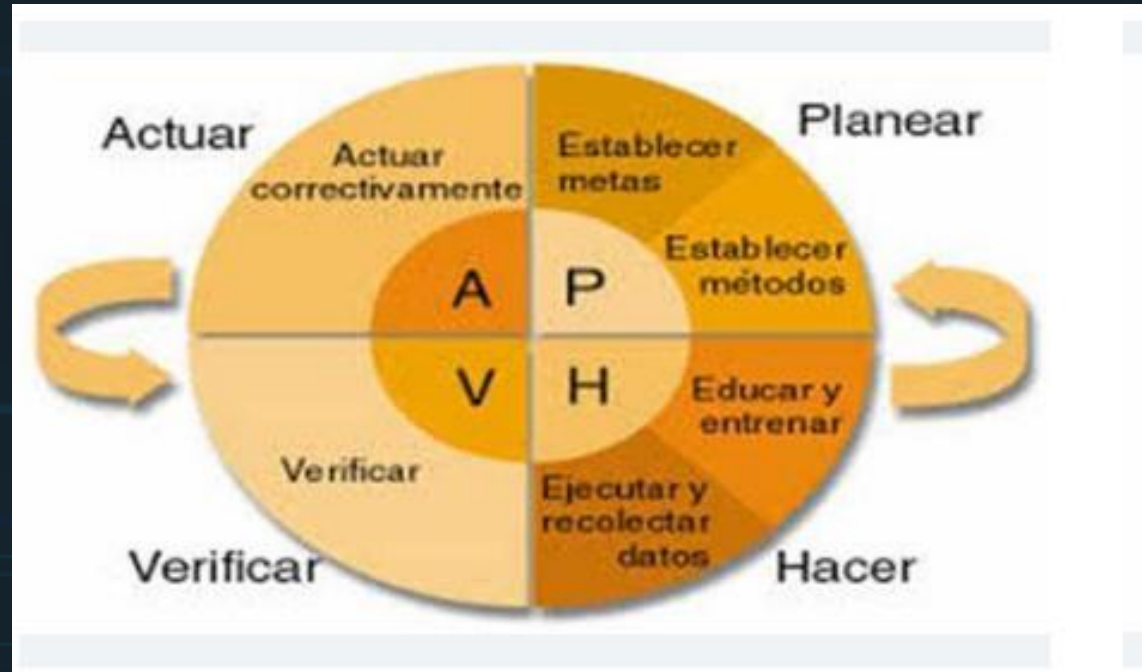 Actuar
Planear
Actuar
correctivamente
Establecer
metas
Establecer
métodos
A
P
V
H
Educar y
entrenar
Verificar
Ejecutar y
recolectar
datos
Verificar
Hacer